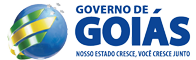 GOVERNO DE
GOIÁS
NOSSO ESTADO CRESCE, VOCÊ CRESCE JUNTO